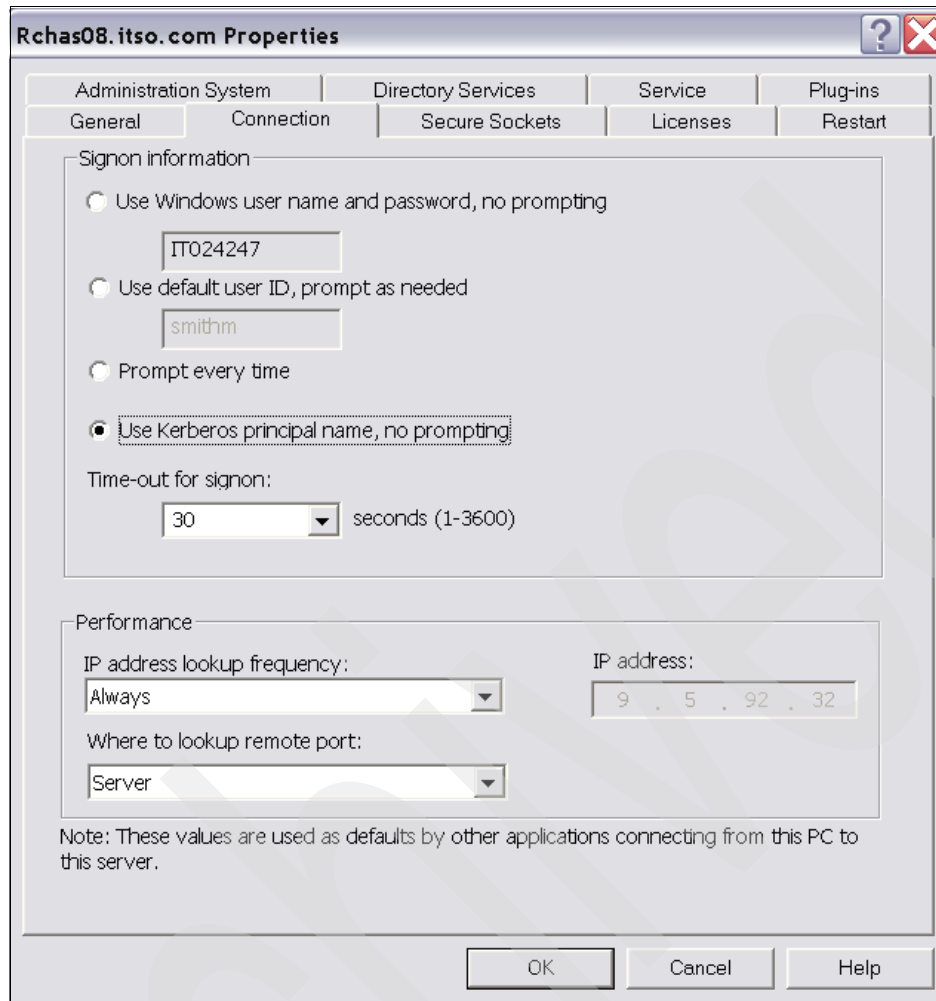 Rchas08.itso.com Properties
Administration System Directory Services Service Plug-ins
General Connection Secure Sockets Licenses Restart
Signon information
Use Windows user name and password, no prompting
IT024247
Use default user ID, prompt as needed
smithm
Prompt every time
Use Kerberos principal name, no prompting
Time-out for signon:
30 seconds (1-3600)
Performance
IP address lookup frequency: IP address:
Always 9 . 5 . 92 . 32
Where to lookup remote port:
Server
Note: These values are used as defaults by other applications connecting from this PC to
this server.
OK Cancel Help